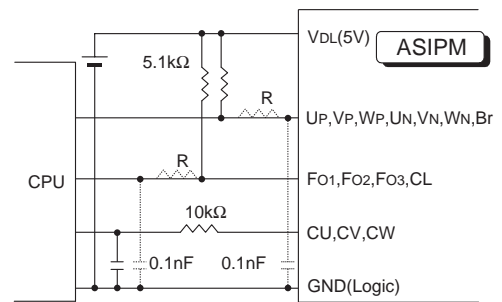 VDL(5V)
ASIPM
5.1kΩ
R
UP,VP,WP,UN,VN,WN,Br
R
CPU
FO1,FO2,FO3,CL
10kΩ
CU,CV,CW
0.1nF
0.1nF
GND(Logic)